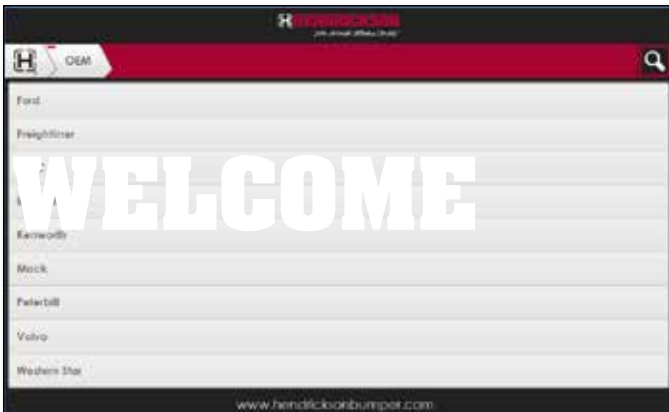 HENDRICKSON
H OEM
Ford
Freightliner
WELCOME
Kenworth
Mack
Peterbilt
Volvo
Western Star
www.hendricksonbumper.com